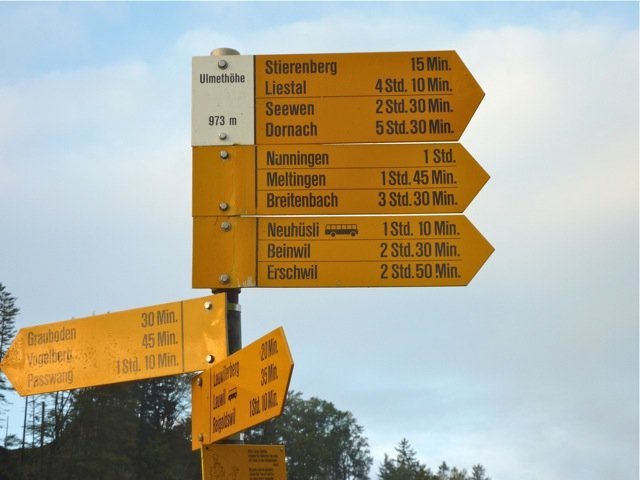 Ulmethöhe
973 m
Stierenberg 15 Min.
Liestal 4 Std. 10 Min.
Seewen 2 Std. 30 Min.
Dornach 5 Std. 30 Min.
Nunningen 1 Std.
Meltingen 1 Std. 45 Min.
Breitenbach 3 Std. 30 Min.
Neuhüsli 1 Std. 10 Min.
Beinwil 2 Std. 30 Min.
Erschwil 2 Std. 50 Min.
Grauboden 30 Min.
Vogelberg 45 Min.
Passwang 1 Std. 10 Min.
Lauwilerberg 20 Min.
Lauwil 35 Min.
Reigoldswil 1 Std. 10 Min.